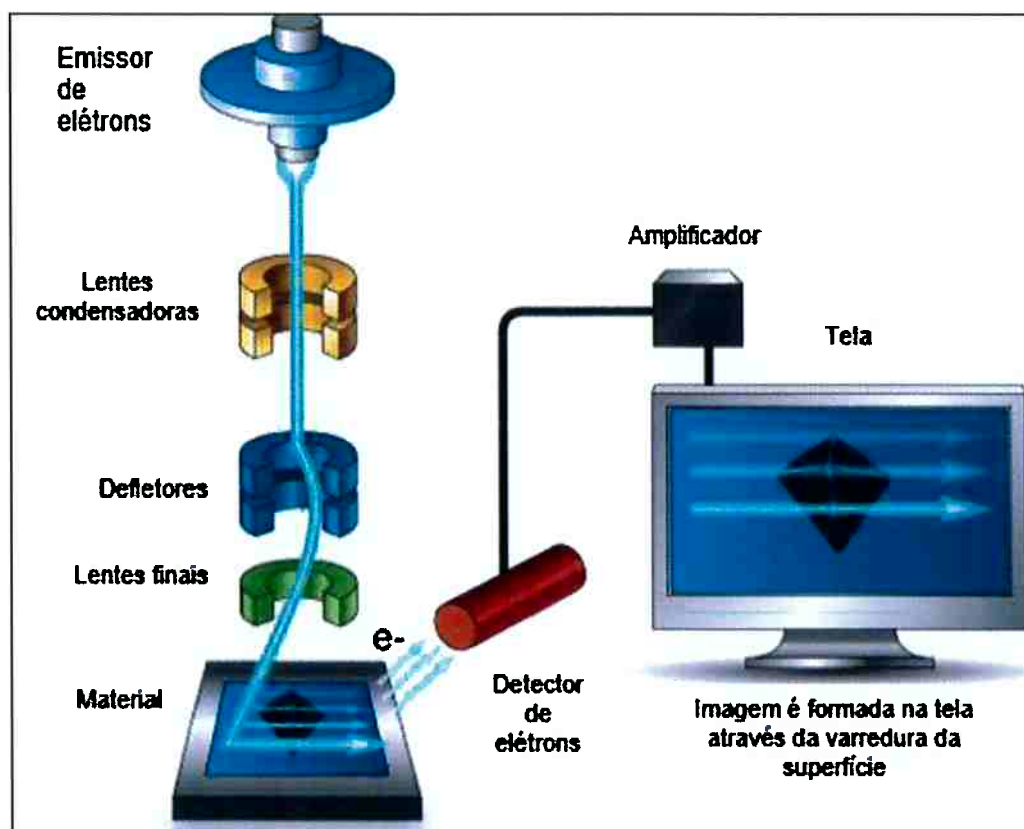 Emissor
de
elétrons
Lentes
condensadoras
Amplificador
Tela
Defletores
Lentes finais
e-
Material
Detector
de
elétrons
Imagem é formada na tela
através da varredura da
superfície